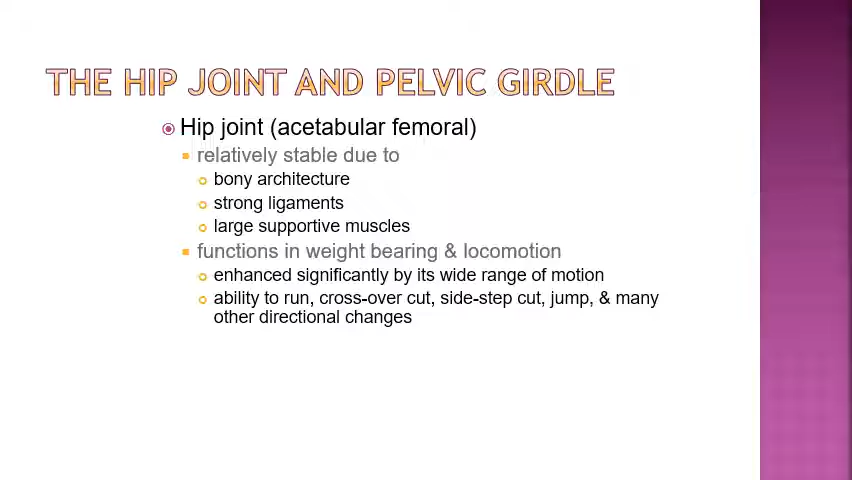 THE HIP JOINT AND PELVIC GIRDLE
Hip joint (acetabular femoral)
relatively stable due to
bony architecture
strong ligaments
large supportive muscles
functions in weight bearing & locomotion
enhanced significantly by its wide range of motion
ability to run, cross-over cut, side-step cut, jump, & many
other directional changes